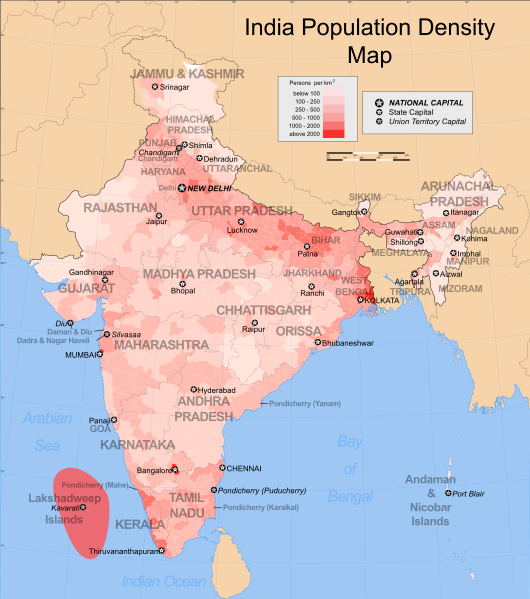 India Population Density
Map
Persons per km²
below 100
100 - 250
250 - 500
500 - 1000
1000 - 2000
above 2000
NATIONAL CAPITAL
State Capital
Union Territory Capital
JAMMU & KASHMIR
Srinagar
HIMACHAL
PRADESH
PUNJAB
Shimla
Chandigarh
Chandigarh
Dehradun
HARYANA
UTTARANCHAL
Delhi
NEW DELHI
RAJASTHAN
Jaipur
UTTAR PRADESH
Lucknow
BIHAR
Patna
SIKKIM
Gangtok
ARUNACHAL
PRADESH
Itanagar
ASSAM
Guwahati
NAGALAND
Kohima
Shillong
MEGHALAYA
Imphal
MANIPUR
Agartala
Aizwal
TRIPURA
MIZORAM
Gandhinagar
GUJARAT
MADHYA PRADESH
Bhopal
JHARKHAND
Ranchi
WEST
BENGAL
KOLKATA
CHHATTISGARH
Raipur
ORISSA
Bhubaneshwar
Diu
Daman & Diu
Silvasaa
Dadra & Nagar Haveli
MAHARASHTRA
MUMBAI
Hyderabad
ANDHRA
PRADESH
Pondicherry (Yanam)
Arabian
Sea
Panaji
GOA
KARNATAKA
Bangalore
CHENNAI
Bay
of
Bengal
Pondicherry (Mahe)
Pondicherry (Puducherry)
Lakshadweep
Kavarati
Islands
TAMIL
NADU
Pondicherry (Karaikal)
KERALA
Thiruvananthapuram
Andaman
&
Nicobar
Islands
Port Blair
Indian Ocean